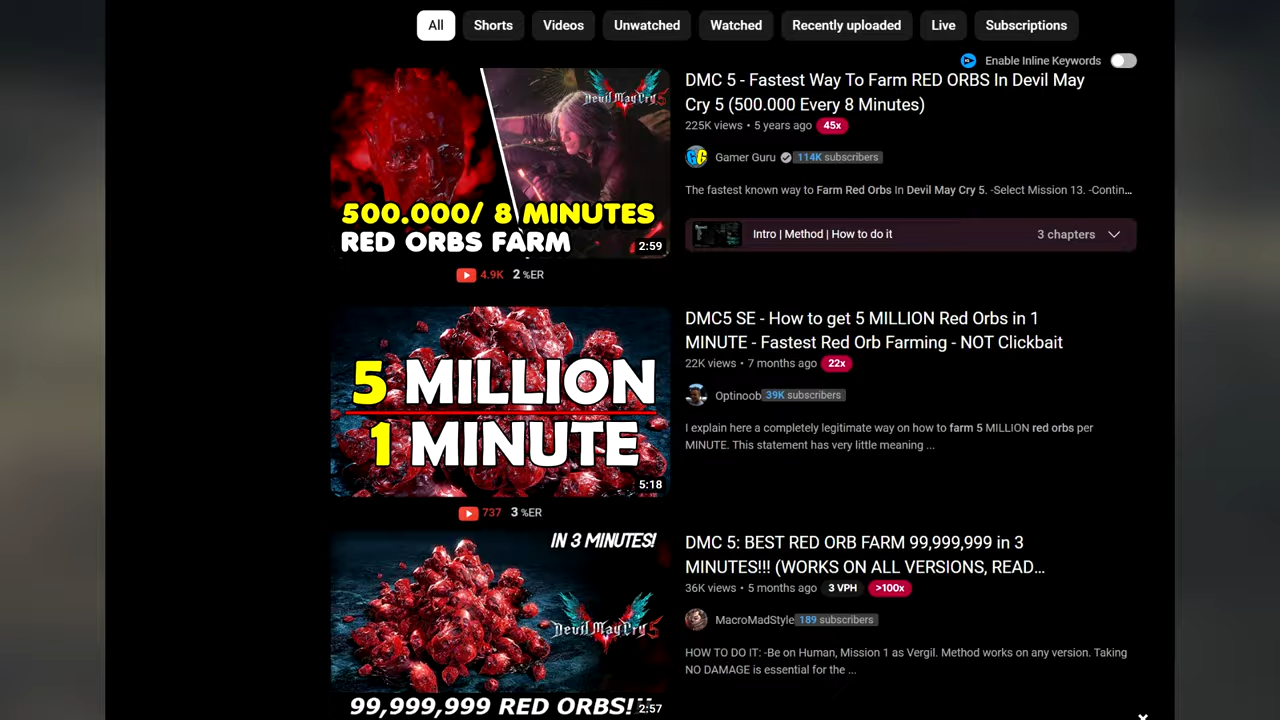 All
Shorts
Videos
Unwatched
Watched
Recently uploaded
Live
Subscriptions
Enable Inline Keywords
Devil May Cry 5
500.000/ 8 MINUTES
RED ORBS FARM
2:59
4.9K 2 %ER
DMC 5 - Fastest Way To Farm RED ORBS In Devil May
Cry 5 (500.000 Every 8 Minutes)
225K views • 5 years ago 45x
Gamer Guru 114K subscribers
The fastest known way to Farm Red Orbs In Devil May Cry 5. -Select Mission 13. -Contin...
Intro | Method | How to do it 3 chapters
5 MILLION
1 MINUTE
5:18
737 3 %ER
DMC5 SE - How to get 5 MILLION Red Orbs in 1
MINUTE - Fastest Red Orb Farming - NOT Clickbait
22K views • 7 months ago 22x
Optinoob 39K subscribers
I explain here a completely legitimate way on how to farm 5 MILLION red orbs per
MINUTE. This statement has very little meaning ...
IN 3 MINUTES!
Devil May Cry 5
99,999,999 RED ORBS!
2:57
DMC 5: BEST RED ORB FARM 99,999,999 in 3
MINUTES!!! (WORKS ON ALL VERSIONS, READ...
36K views • 5 months ago 3 VPH >100x
MacroMadStyle 189 subscribers
HOW TO DO IT: -Be on Human, Mission 1 as Vergil. Method works on any version. Taking
NO DAMAGE is essential for the ...